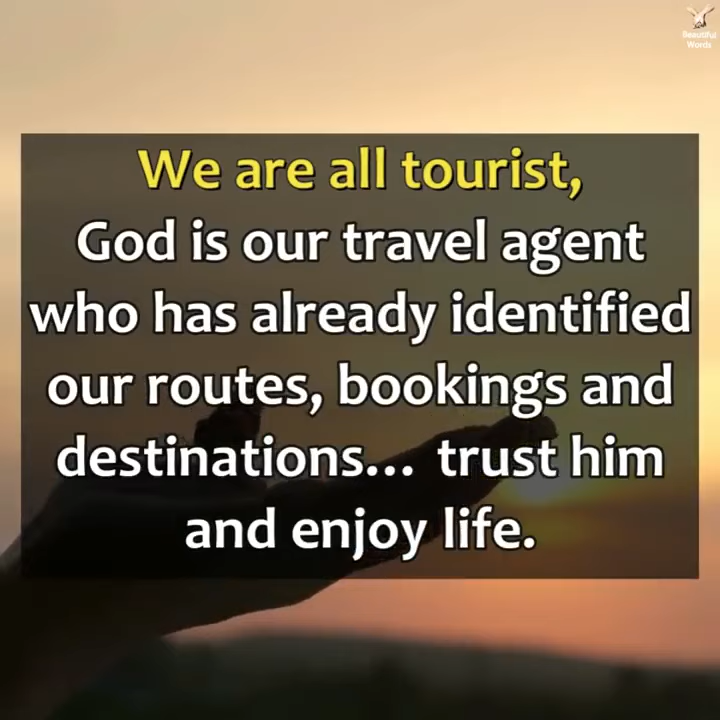 Beautiful
Words
We are all tourist,
God is our travel agent
who has already identified
our routes, bookings and
destinations... trust him
and enjoy life.